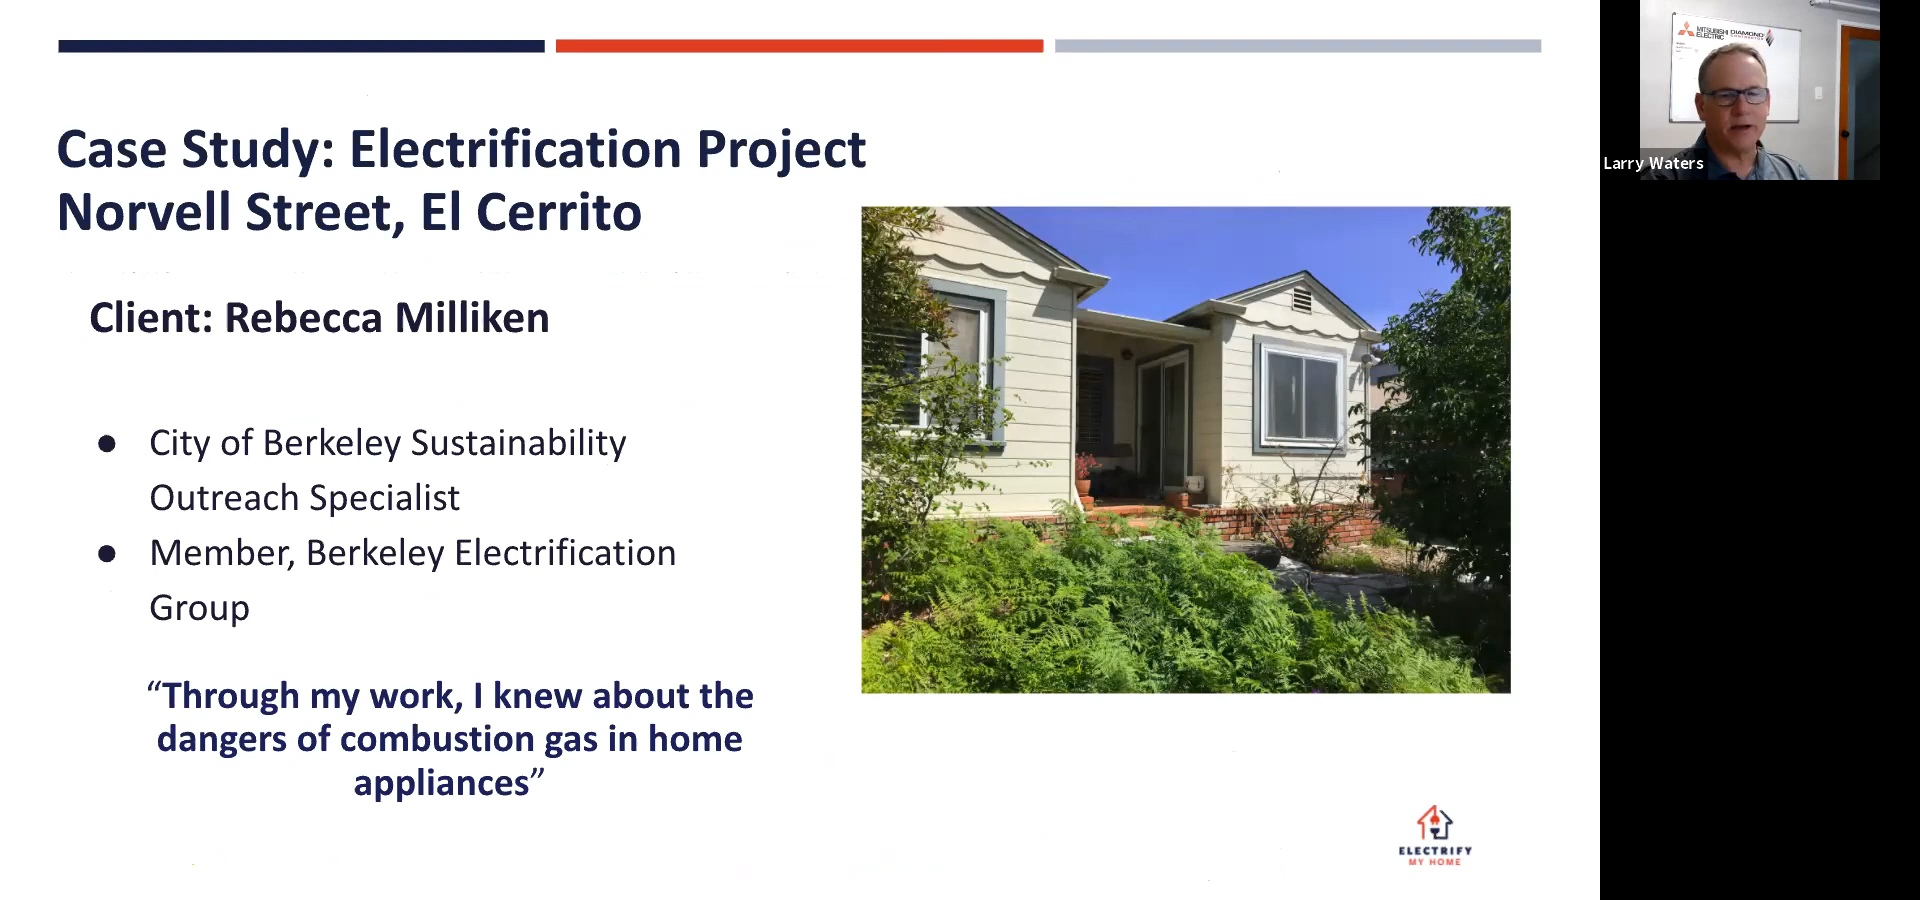 Case Study: Electrification Project
Norvell Street, El Cerrito
Client: Rebecca Milliken
● City of Berkeley Sustainability
Outreach Specialist
● Member, Berkeley Electrification
Group
“Through my work, I knew about the
dangers of combustion gas in home
appliances”
ELECTRIFY
MY HOME
MITSUBISHI
ELECTRIC
DIAMOND
CONTRACTOR
Larry Waters